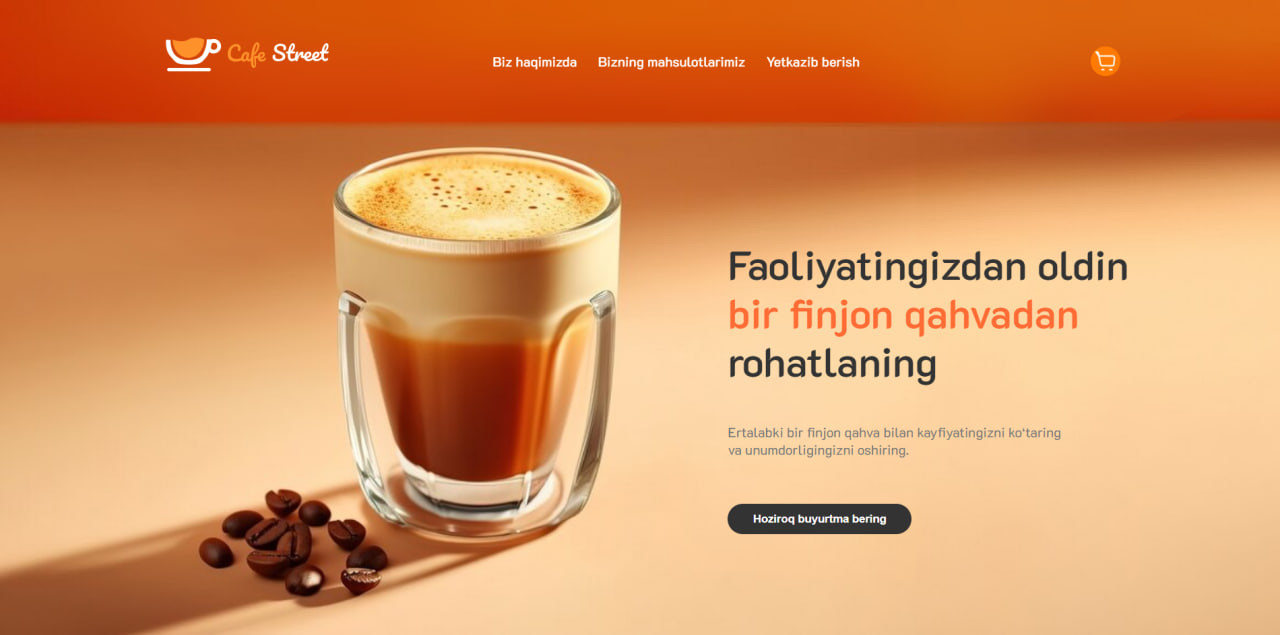 Cafe Street
Biz haqimizda
Bizning mahsulotlarimiz
Yetkazib berish
Faoliyatingizdan oldin
bir finjon qahvadan
rohatlaning
Ertalabki bir finjon qahva bilan kayfiyatingizni ko‘taring
va unumdorligingizni oshiring.
Hoziroq buyurtma bering